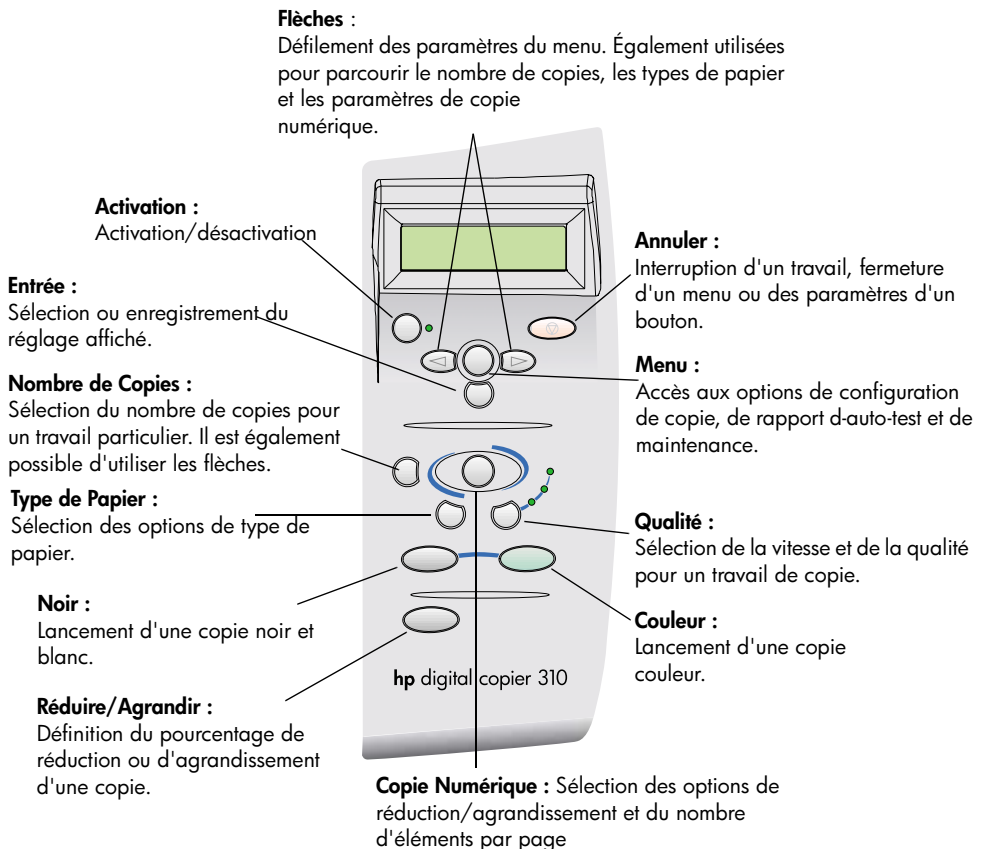 Flèches :
Défilement des paramètres du menu. Également utilisées
pour parcourir le nombre de copies, les types de papier
et les paramètres de copie
numérique.
Activation :
Activation/désactivation
Entrée :
Sélection ou enregistrement du
réglage affiché.
Nombre de Copies :
Sélection du nombre de copies pour
un travail particulier. Il est également
possible d'utiliser les flèches.
Type de Papier :
Sélection des options de type de
papier.
Noir :
Lancement d'une copie noir et
blanc.
Réduire/Agrandir :
Définition du pourcentage de
réduction ou d'agrandissement
d'une copie.
Annuler :
Interruption d'un travail, fermeture
d'un menu ou des paramètres d'un
bouton.
Menu :
Accès aux options de configuration
de copie, de rapport d-auto-test et de
maintenance.
Qualité :
Sélection de la vitesse et de la qualité
pour un travail de copie.
Couleur :
Lancement d'une copie
couleur.
hp digital copier 310
Copie Numérique : Sélection des options de
réduction/agrandissement et du nombre
d'éléments par page